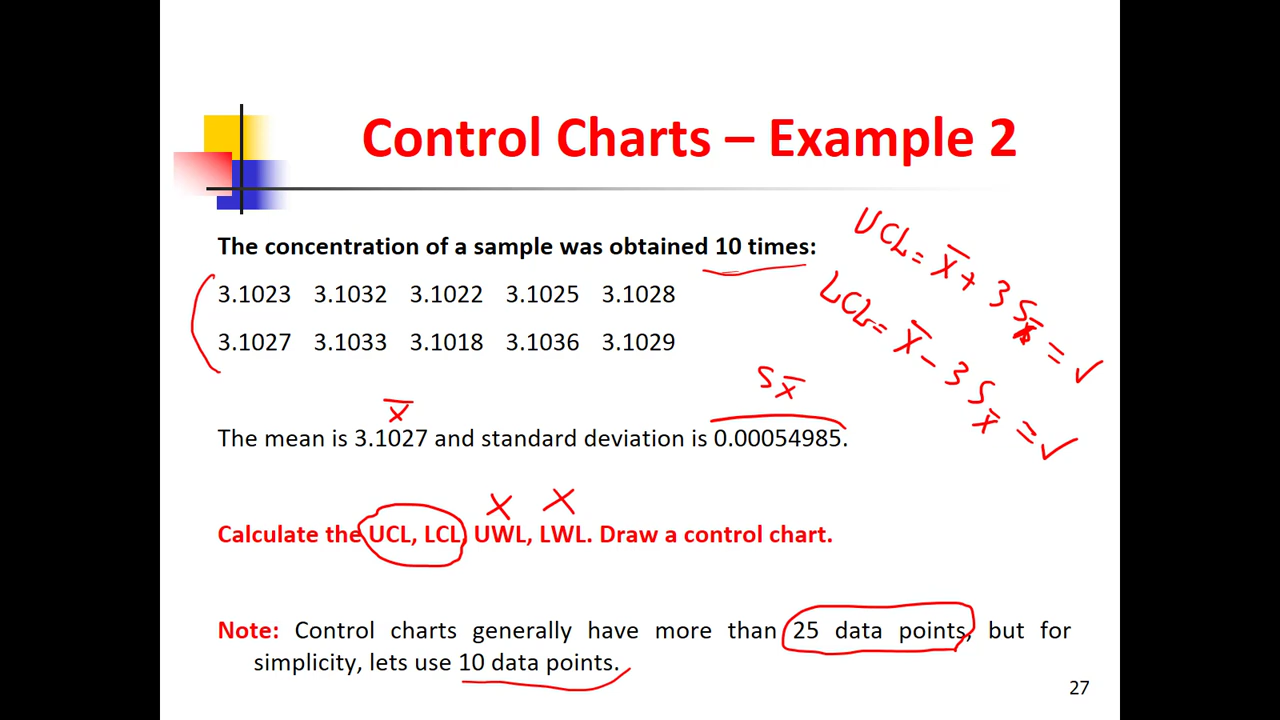 Control Charts – Example 2
The concentration of a sample was obtained 10 times:
3.1023 3.1032 3.1022 3.1025 3.1028
3.1027 3.1033 3.1018 3.1036 3.1029
UCL = x̄ + 3 Sx̄ = ✓
LCL = x̄ - 3 Sx̄ = ✓
x̄
Sx̄
The mean is 3.1027 and standard deviation is 0.00054985.
X X
Calculate the UCL, LCL, UWL, LWL. Draw a control chart.
Note: Control charts generally have more than 25 data points, but for
simplicity, lets use 10 data points.
27